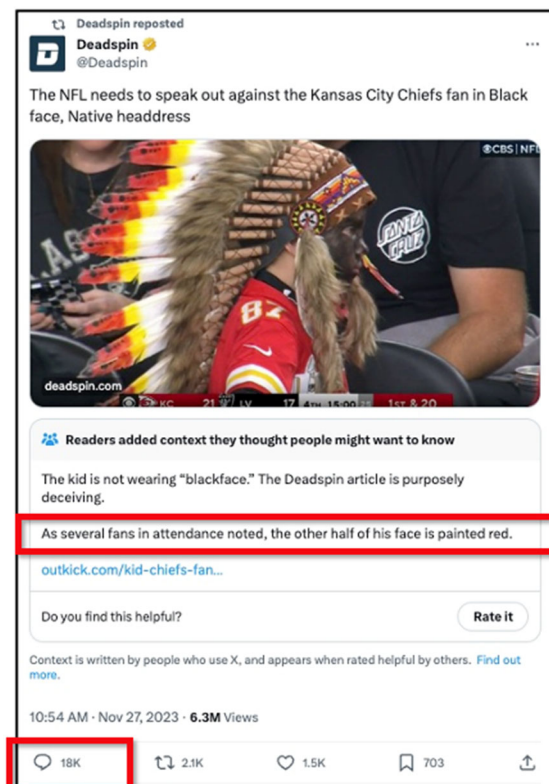 Deadspin reposted
Deadspin
@Deadspin
The NFL needs to speak out against the Kansas City Chiefs fan in Black
face, Native headdress
CBS | NFL
SANTA
CRUZ
87
deadspin.com
KC 21 LV 17 4TH 15:00 1ST & 20
Readers added context they thought people might want to know
The kid is not wearing “blackface.” The Deadspin article is purposely
deceiving.
As several fans in attendance noted, the other half of his face is painted red.
outkick.com/kid-chiefs-fan...
Do you find this helpful?
Rate it
Context is written by people who use X, and appears when rated helpful by others. Find out
more.
10:54 AM · Nov 27, 2023 · 6.3M Views
18K 2.1K 1.5K 703